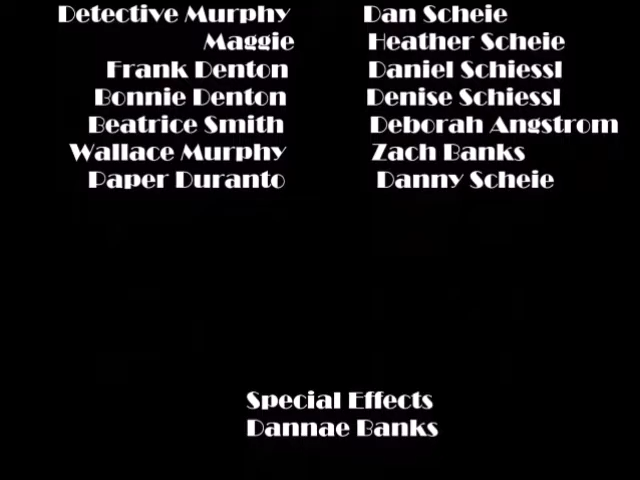 Detective Murphy Dan Scheie
Maggie Heather Scheie
Frank Denton Daniel Schiessl
Bonnie Denton Denise Schiessl
Beatrice Smith Deborah Angstrom
Wallace Murphy Zach Banks
Paper Duranto Danny Scheie
Special Effects
Dannae Banks